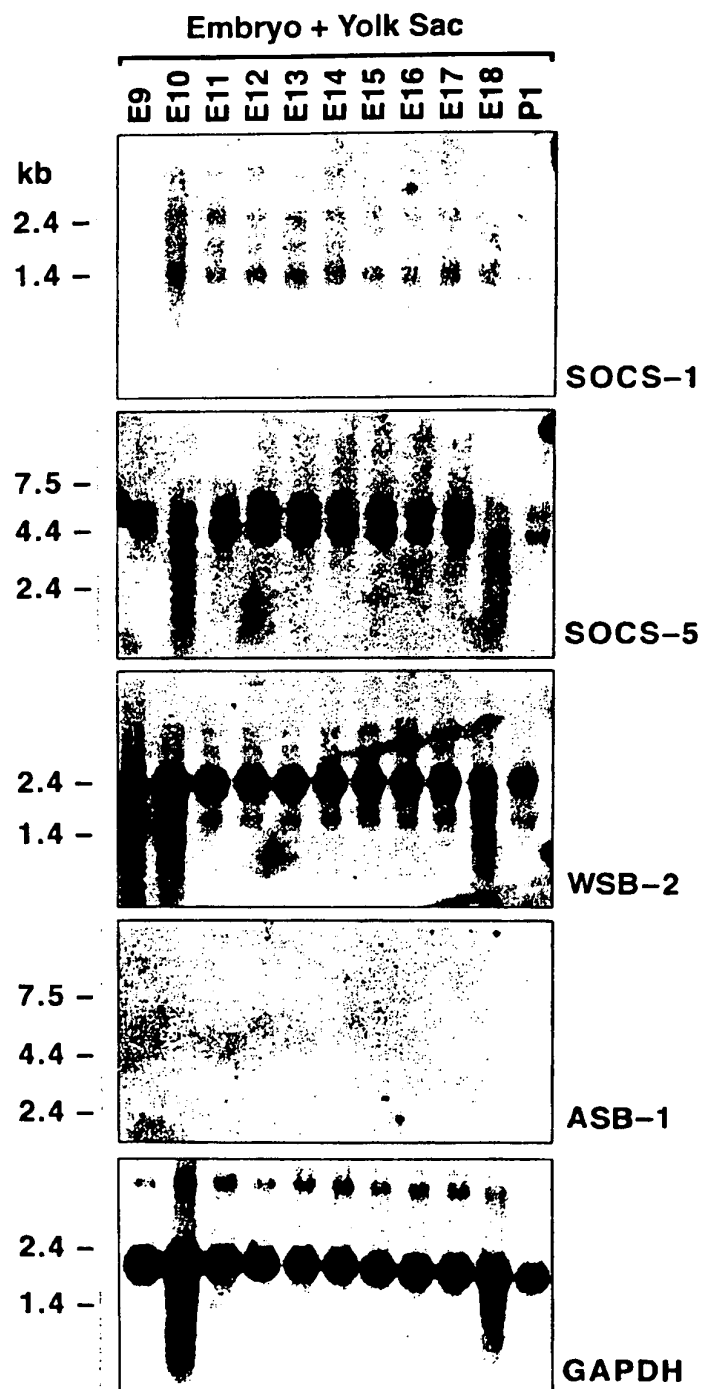 Embryo + Yolk Sac
E9 E10 E11 E12 E13 E14 E15 E16 E17 E18 P1
kb
2.4 –
1.4 –
SOCS–1
7.5 –
4.4 –
2.4 –
SOCS–5
2.4 –
1.4 –
WSB–2
7.5 –
4.4 –
2.4 –
ASB–1
2.4 –
1.4 –
GAPDH